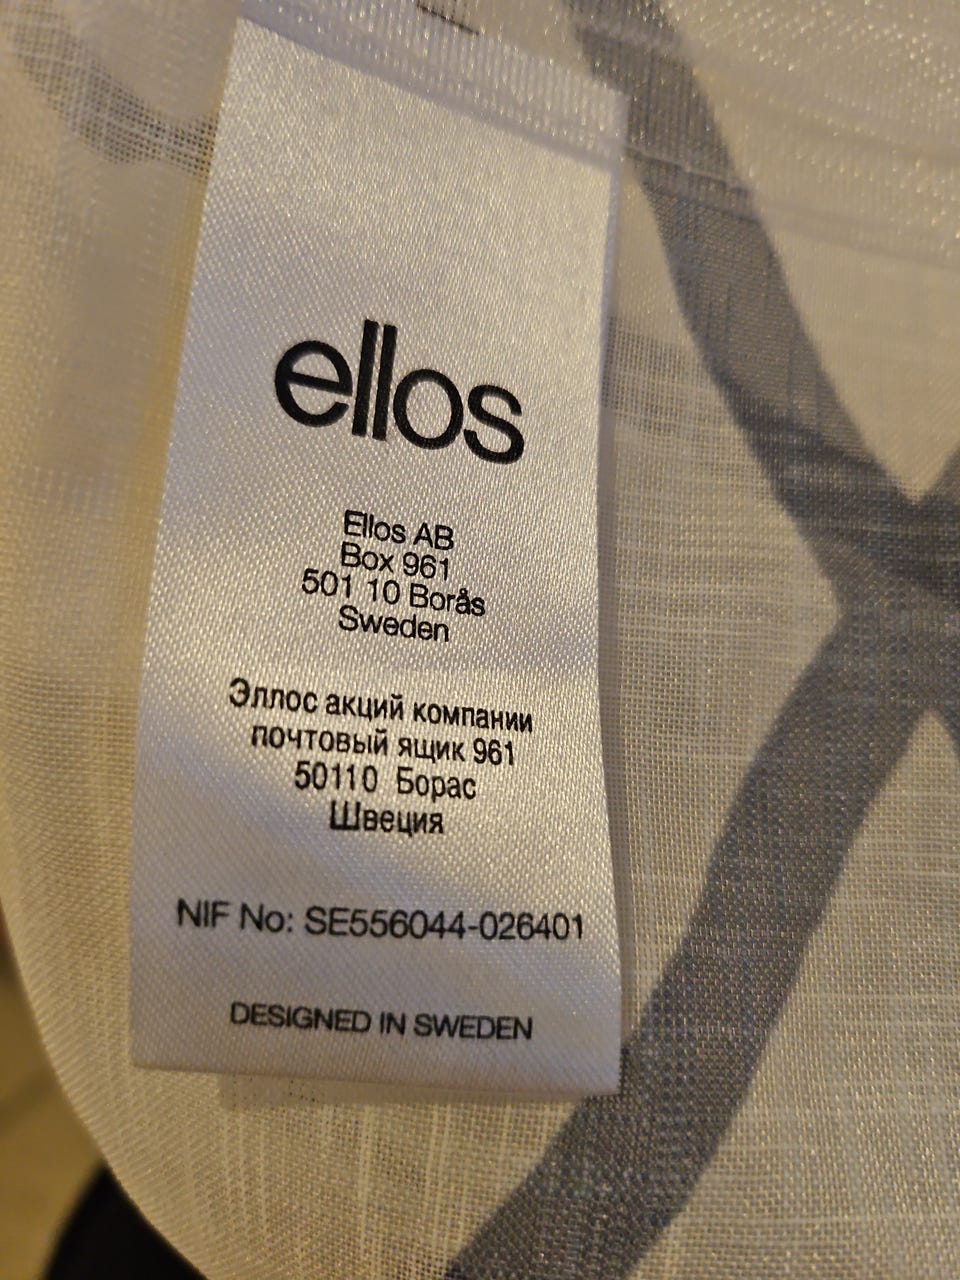 ellos
Ellos AB
Box 961
501 10 Borås
Sweden
Эллос акций компании
почтовый ящик 961
50110 Борас
Швеция
NIF No: SE556044-026401
DESIGNED IN SWEDEN